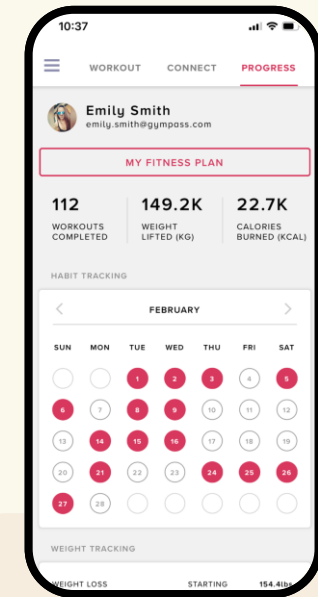 10:37
WORKOUT CONNECT PROGRESS
Emily Smith
emily.smith@gympass.com
MY FITNESS PLAN
112 149.2K 22.7K
WORKOUTS WEIGHT CALORIES
COMPLETED LIFTED (KG) BURNED (KCAL)
HABIT TRACKING
FEBRUARY
SUN MON TUE WED THU FRI SAT
1 2 3 4 5
6 7 8 9 10 11 12
13 14 15 16 17 18 19
20 21 22 23 24 25 26
27 28
WEIGHT TRACKING
WEIGHT LOSS STARTING 154.4lbs